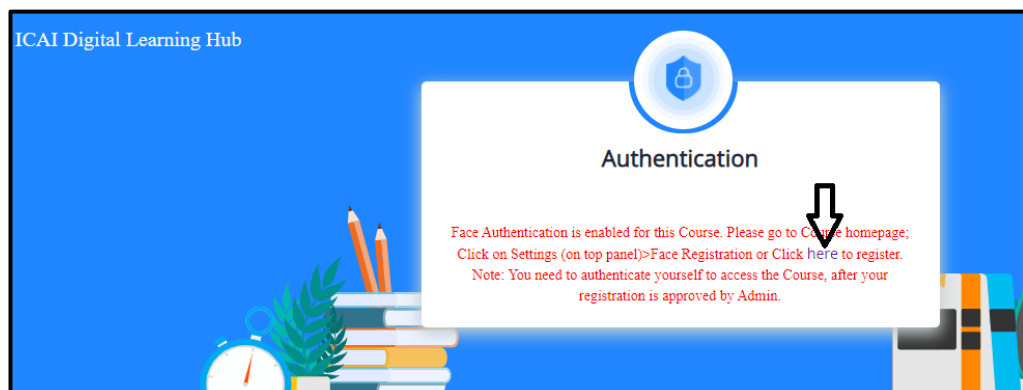 ICAI Digital Learning Hub
Authentication
Face Authentication is enabled for this Course. Please go to Course homepage;
Click on Settings (on top panel)>Face Registration or Click here to register.
Note: You need to authenticate yourself to access the Course, after your
registration is approved by Admin.